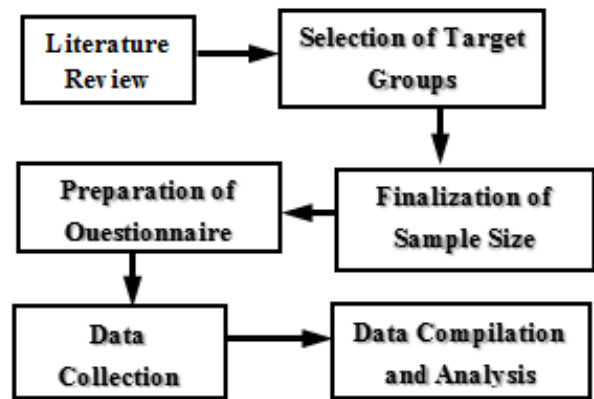 Literature
Review
Selection of Target
Groups
Finalization of
Sample Size
Preparation of
Ouestionnaire
Data
Collection
Data Compilation
and Analysis